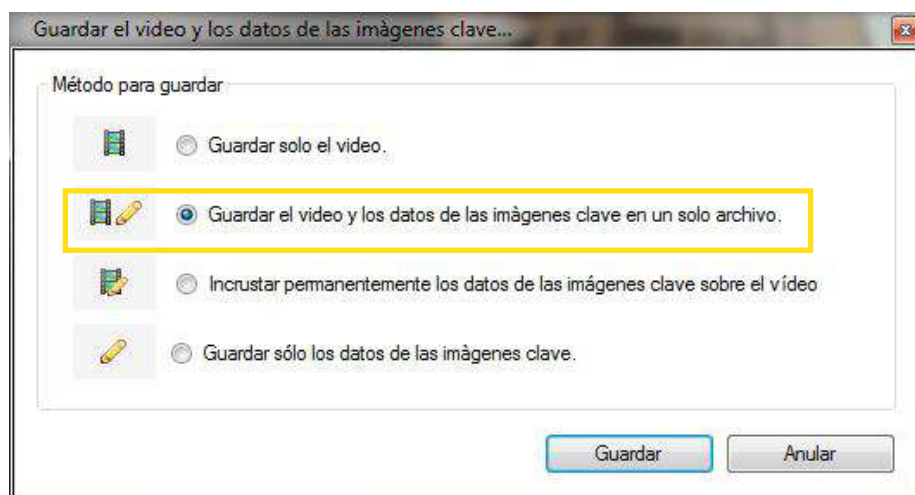 Guardar el video y los datos de las imàgenes clave...
Método para guardar
Guardar solo el video.
Guardar el video y los datos de las imàgenes clave en un solo archivo.
Incrustar permanentemente los datos de las imágenes clave sobre el vídeo
Guardar sólo los datos de las imàgenes clave.
Guardar
Anular